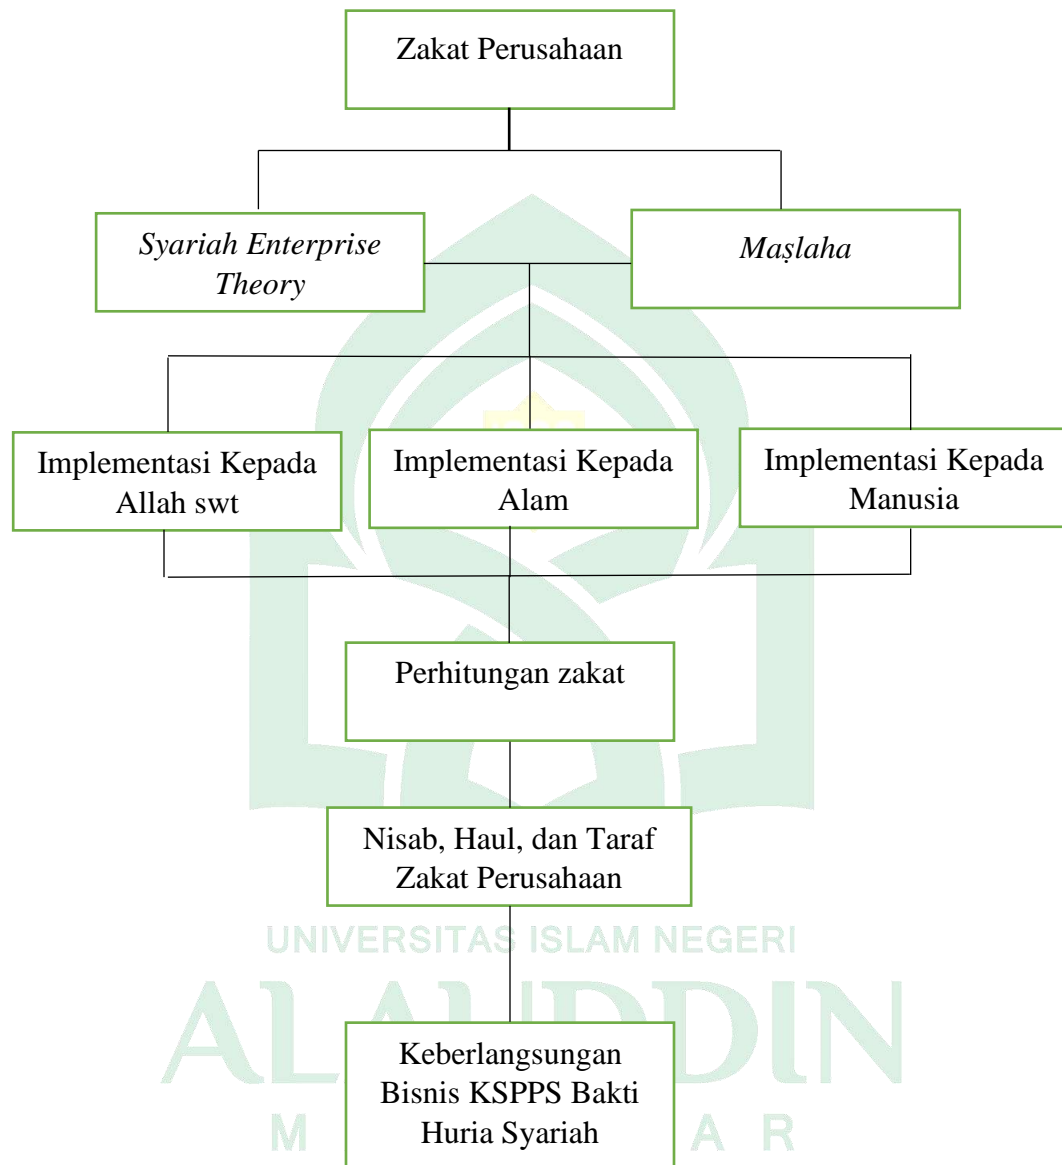 Zakat Perusahaan
Syariah Enterprise
Theory
Maṣlaha
Implementasi Kepada
Allah swt
Implementasi Kepada
Alam
Implementasi Kepada
Manusia
Perhitungan zakat
Nisab, Haul, dan Taraf
Zakat Perusahaan
UNIVERSITAS ISLAM NEGERI
ALAUDDIN
Keberlangsungan
Bisnis KSPPS Bakti
Huria Syariah